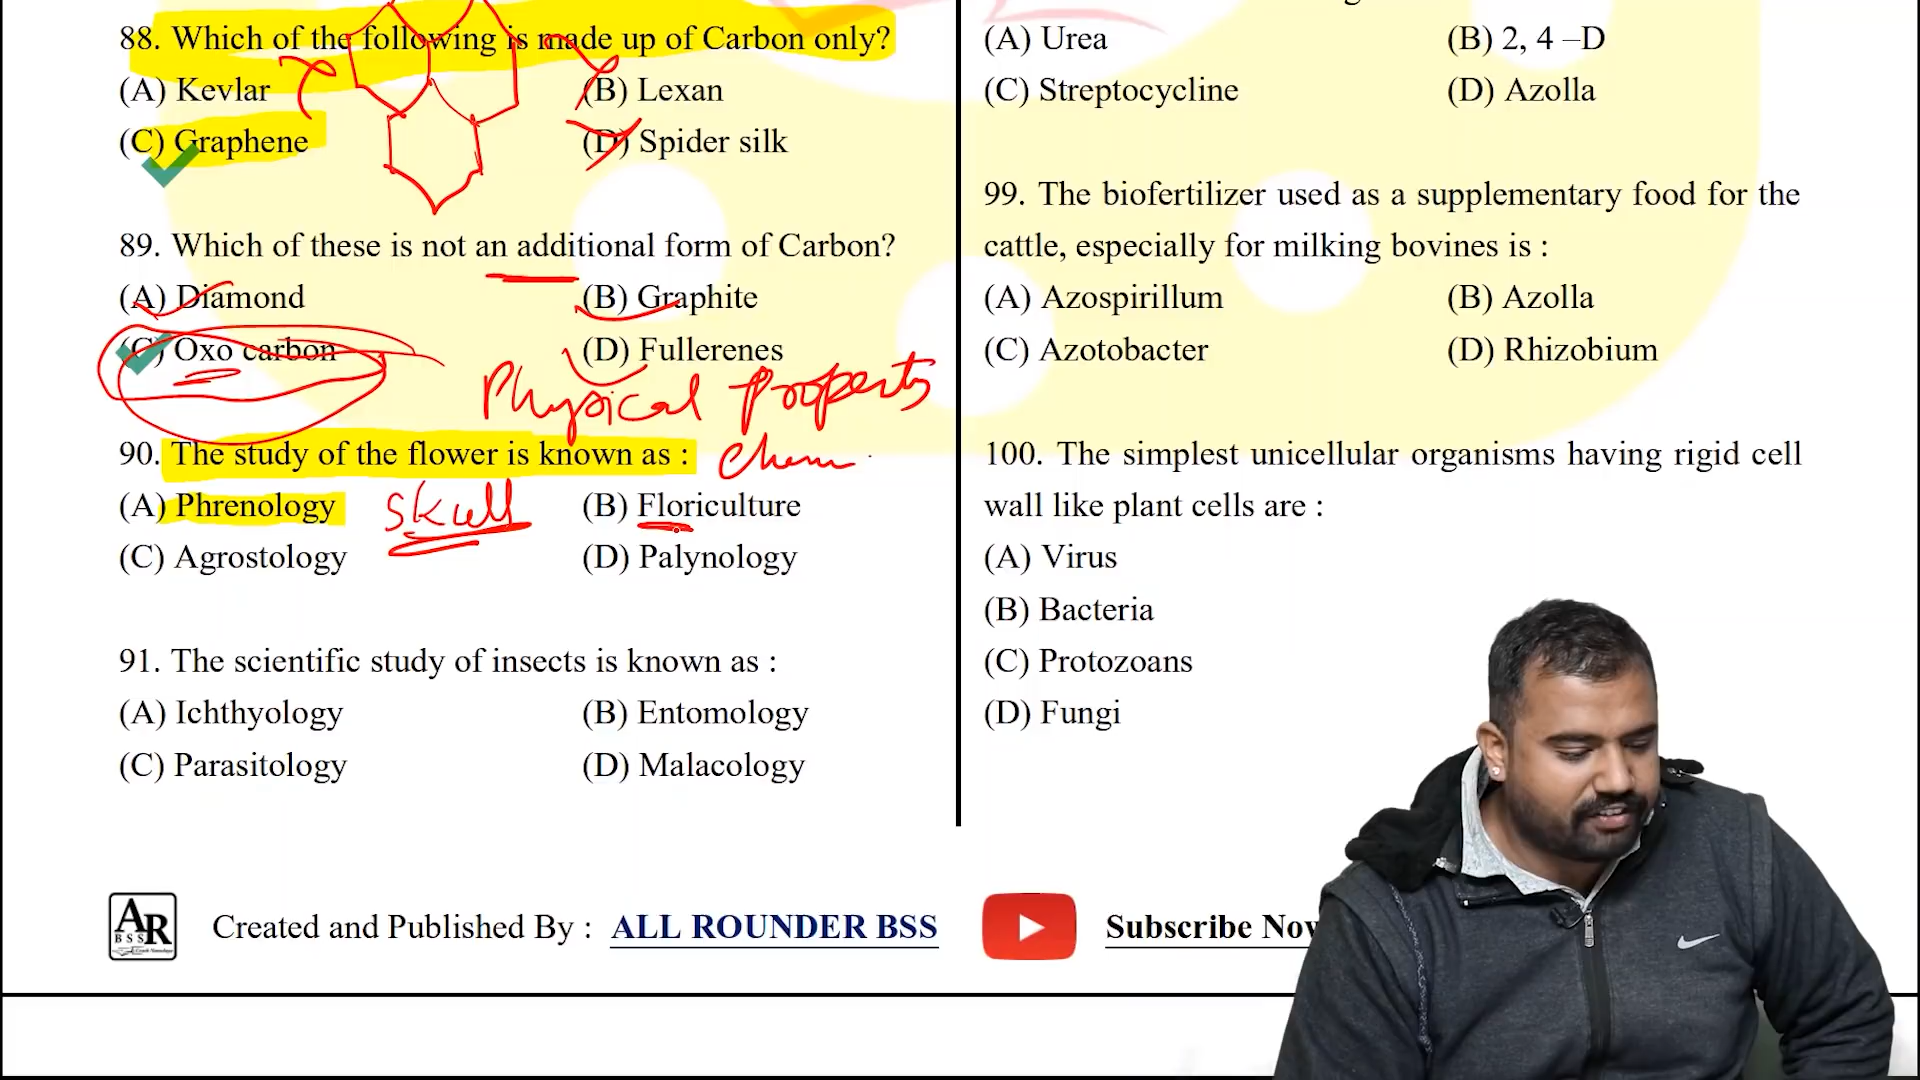 88. Which of the following is made up of Carbon only?
(A) Kevlar (B) Lexan
(C) Graphene (D) Spider silk
89. Which of these is not an additional form of Carbon?
(A) Diamond (B) Graphite
(C) Oxo carbon (D) Fullerenes
Physical Property
Chem
90. The study of the flower is known as :
(A) Phrenology skull (B) Floriculture
(C) Agrostology (D) Palynology
91. The scientific study of insects is known as :
(A) Ichthyology (B) Entomology
(C) Parasitology (D) Malacology
(A) Urea (B) 2, 4 –D
(C) Streptocycline (D) Azolla
99. The biofertilizer used as a supplementary food for the
cattle, especially for milking bovines is :
(A) Azospirillum (B) Azolla
(C) Azotobacter (D) Rhizobium
100. The simplest unicellular organisms having rigid cell
wall like plant cells are :
(A) Virus
(B) Bacteria
(C) Protozoans
(D) Fungi
AR
BSS
Created and Published By : ALL ROUNDER BSS
Subscribe Now